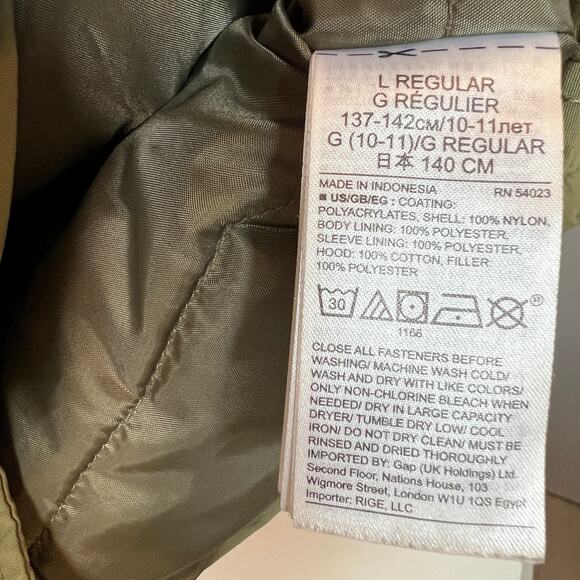 L REGULAR
G RÉGULIER
137-142см/10-11лет
G (10-11)/G REGULAR
日本 140 CM
MADE IN INDONESIA RN 54023
■ US/GB/EG : COATING:
POLYACRYLATES, SHELL: 100% NYLON,
BODY LINING: 100% POLYESTER,
SLEEVE LINING: 100% POLYESTER,
HOOD: 100% COTTON, FILLER:
100% POLYESTER
30
®
1166
CLOSE ALL FASTENERS BEFORE
WASHING/ MACHINE WASH COLD/
WASH AND DRY WITH LIKE COLORS/
ONLY NON-CHLORINE BLEACH WHEN
NEEDED/ DRY IN LARGE CAPACITY
DRYER/ TUMBLE DRY LOW/ COOL
IRON/ DO NOT DRY CLEAN/ MUST BE
RINSED AND DRIED THOROUGHLY
IMPORTED BY: Gap (UK Holdings) Ltd.
Second Floor, Nations House, 103
Wigmore Street, London W1U 1QS Egypt
Importer: RIGE, LLC